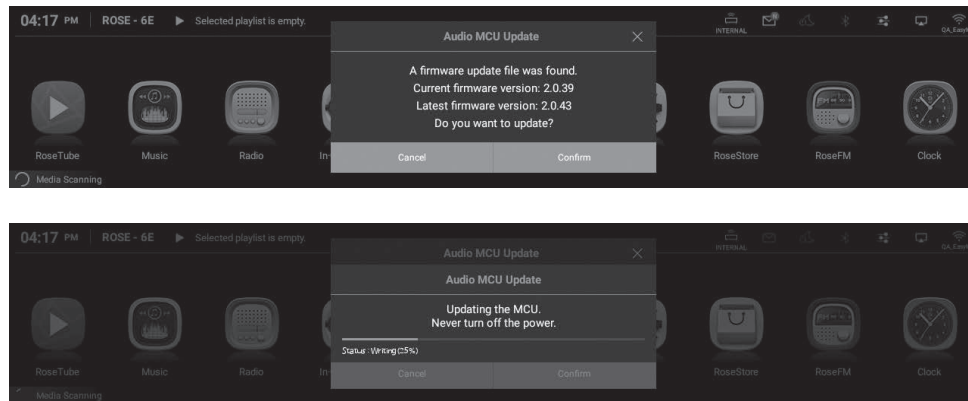 04:17 PM
ROSE - 6E
Selected playlist is empty.
INTERNAL
Audio MCU Update
A firmware update file was found.
Current firmware version: 2.0.39
Latest firmware version: 2.0.43
Do you want to update?
Cancel
Confirm
RoseTube
Music
Radio
In-
RoseStore
RoseFM
Clock
Media Scanning
04:17 PM
ROSE - 6E
Selected playlist is empty.
INTERNAL
Audio MCU Update
Audio MCU Update
Updating the MCU.
Never turn off the power.
Status : Writing(25%)
Cancel
Confirm
RoseTube
Music
Radio
In-
RoseStore
RoseFM
Clock
Media Scanning